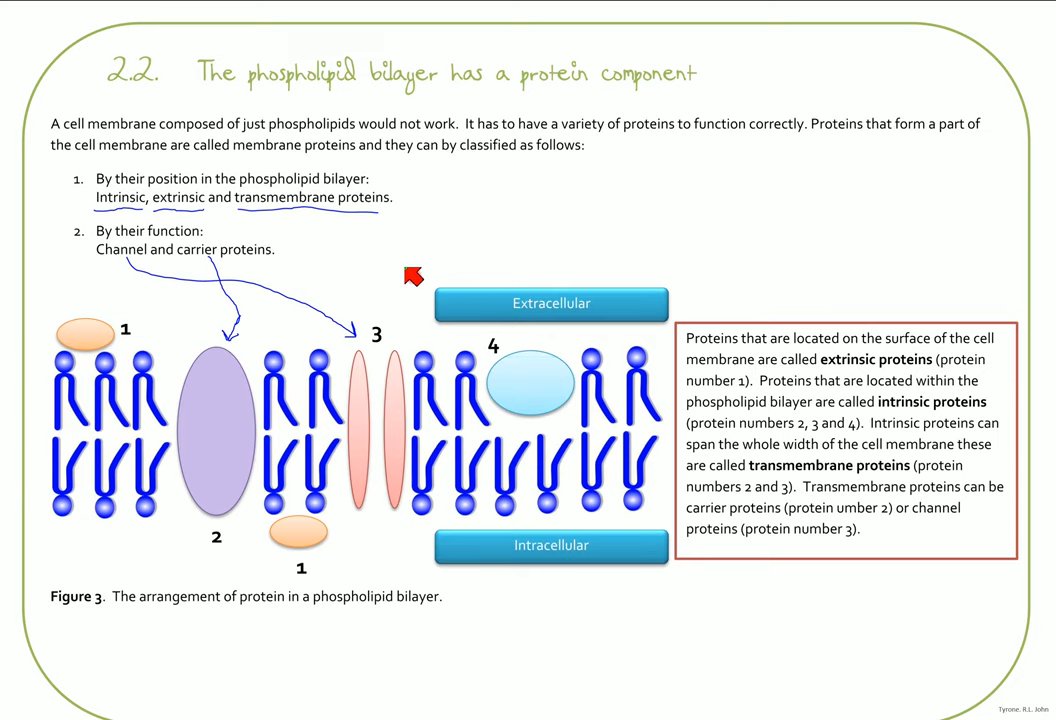 2.2. The phospholipid bilayer has a protein component
A cell membrane composed of just phospholipids would not work. It has to have a variety of proteins to function correctly. Proteins that form a part of
the cell membrane are called membrane proteins and they can by classified as follows:
1. By their position in the phospholipid bilayer:
Intrinsic, extrinsic and transmembrane proteins.
2. By their function:
Channel and carrier proteins.
Extracellular
1
3
4
2
1
Intracellular
Proteins that are located on the surface of the cell
membrane are called extrinsic proteins (protein
number 1). Proteins that are located within the
phospholipid bilayer are called intrinsic proteins
(protein numbers 2, 3 and 4). Intrinsic proteins can
span the whole width of the cell membrane these
are called transmembrane proteins (protein
numbers 2 and 3). Transmembrane proteins can be
carrier proteins (protein umber 2) or channel
proteins (protein number 3).
Figure 3. The arrangement of protein in a phospholipid bilayer.
Tyrone. R.L. John